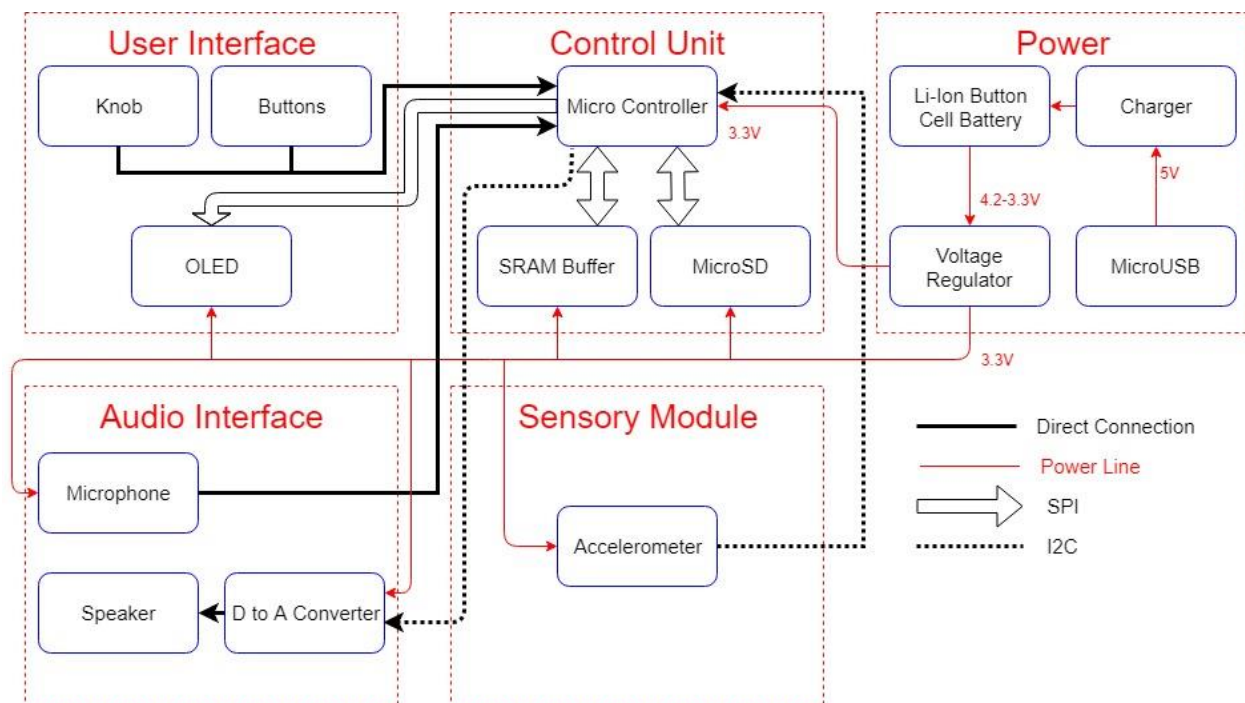 User Interface
Knob
Buttons
OLED
Control Unit
Micro Controller
3.3V
SRAM Buffer
MicroSD
Power
Li-Ion Button
Cell Battery
Charger
5V
4.2-3.3V
Voltage
Regulator
MicroUSB
3.3V
Audio Interface
Microphone
Speaker
D to A Converter
Sensory Module
Accelerometer
Direct Connection
Power Line
SPI
I2C